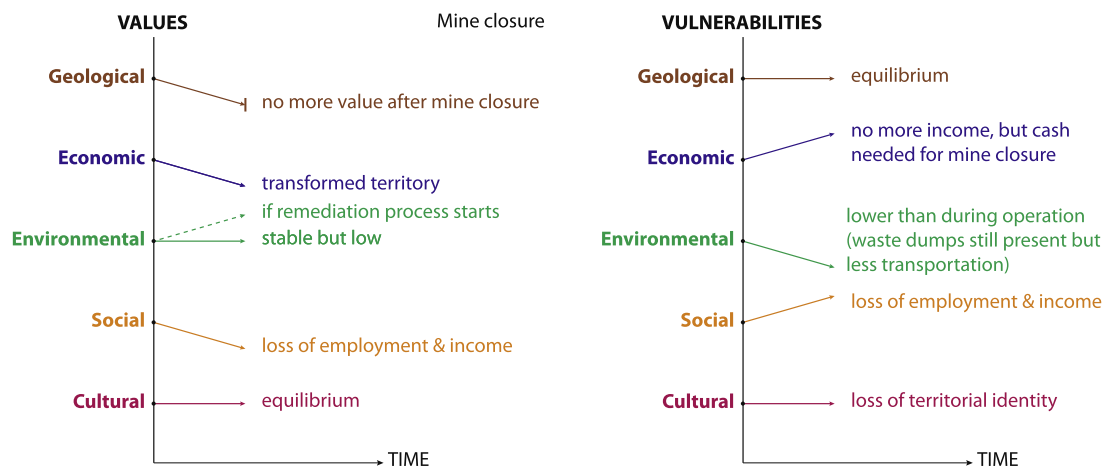 VALUES
Mine closure
Geological
no more value after mine closure
Economic
transformed territory
if remediation process starts
Environmental
stable but low
Social
loss of employment & income
Cultural
equilibrium
TIME
VULNERABILITIES
Geological
equilibrium
Economic
no more income, but cash
needed for mine closure
Environmental
lower than during operation
(waste dumps still present but
less transportation)
Social
loss of employment & income
Cultural
loss of territorial identity
TIME